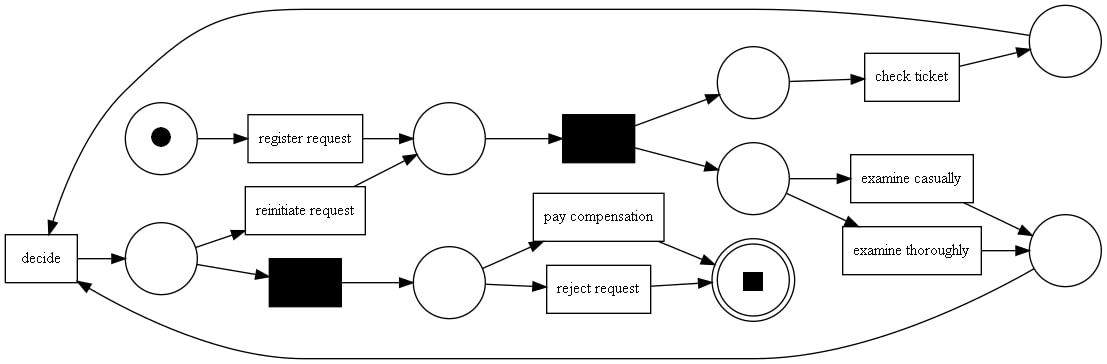 check ticket
register request
examine casually
reinitiate request
pay compensation
examine thoroughly
decide
reject request